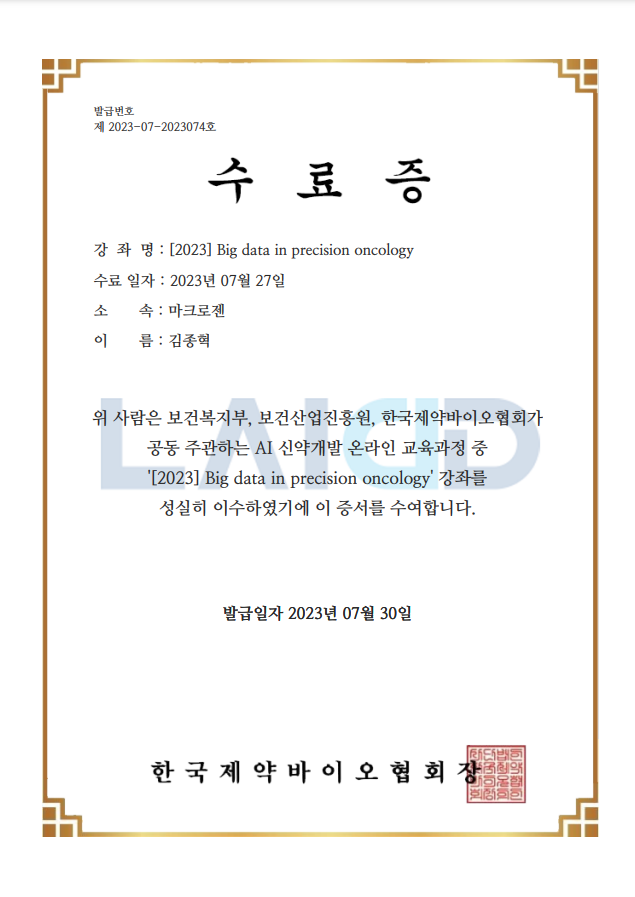 발급번호
제 2023-07-2023074호
수 료 증
강 좌 명 : [2023] Big data in precision oncology
수료 일자 : 2023년 07월 27일
소 속 : 마크로젠
이 름 : 김종혁
LAIDD
위 사람은 보건복지부, 보건산업진흥원, 한국제약바이오협회가
공동 주관하는 AI 신약개발 온라인 교육과정 중
'[2023] Big data in precision oncology' 강좌를
성실히 이수하였기에 이 증서를 수여합니다.
발급일자 2023년 07월 30일
한국제약바이오협회장